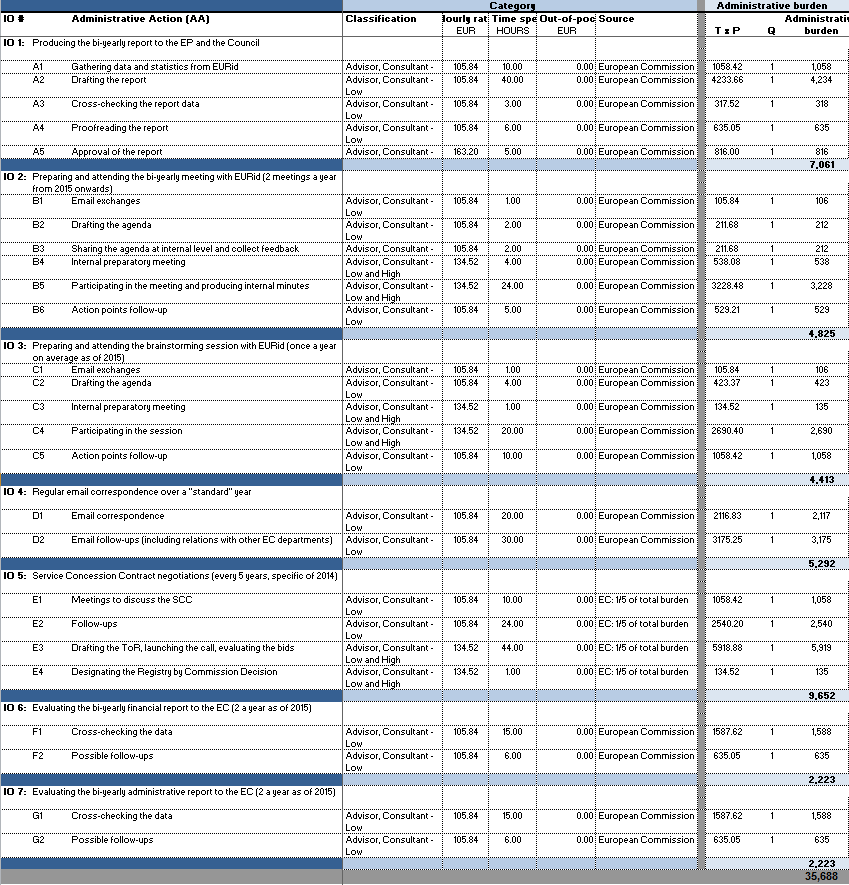 Category Administrative burden
IO # Administrative Action (AA) Classification Hourly rat Time spe Out-of-poc Source Administrativ
EUR HOURS EUR T x P Q burden
IO 1: Producing the bi-yearly report to the EP and the Council
A1 Gathering data and statistics from EURid Advisor, Consultant - 105.84 10.00 0.00 European Commission 1058.42 1 1,058
A2 Drafting the report Advisor, Consultant - 105.84 40.00 0.00 European Commission 4233.66 1 4,234
Low
A3 Cross-checking the report data Advisor, Consultant - 105.84 3.00 0.00 European Commission 317.52 1 318
Low
A4 Proofreading the report Advisor, Consultant - 105.84 6.00 0.00 European Commission 635.05 1 635
Low
A5 Approval of the report Advisor, Consultant - 163.20 5.00 0.00 European Commission 816.00 1 816
7,061
IO 2: Preparing and attending the bi-yearly meeting with EURid (2 meetings a year
from 2015 onwards)
B1 Email exchanges Advisor, Consultant - 105.84 1.00 0.00 European Commission 105.84 1 106
Low
B2 Drafting the agenda Advisor, Consultant - 105.84 2.00 0.00 European Commission 211.68 1 212
Low
B3 Sharing the agenda at internal level and collect feedback Advisor, Consultant - 105.84 2.00 0.00 European Commission 211.68 1 212
B4 Internal preparatory meeting Advisor, Consultant - 134.52 4.00 0.00 European Commission 538.08 1 538
Low and High
B5 Participating in the meeting and producing internal minutes Advisor, Consultant - 134.52 24.00 0.00 European Commission 3228.48 1 3,228
Low and High
B6 Action points follow-up Advisor, Consultant - 105.84 5.00 0.00 European Commission 529.21 1 529
Low
4,825
IO 3: Preparing and attending the brainstorming session with EURid (once a year
on average as of 2015)
C1 Email exchanges Advisor, Consultant - 105.84 1.00 0.00 European Commission 105.84 1 106
C2 Drafting the agenda Advisor, Consultant - 105.84 4.00 0.00 European Commission 423.37 1 423
Low
C3 Internal preparatory meeting Advisor, Consultant - 134.52 1.00 0.00 European Commission 134.52 1 135
Low and High
C4 Participating in the session Advisor, Consultant - 134.52 20.00 0.00 European Commission 2690.40 1 2,690
Low and High
C5 Action points follow-up Advisor, Consultant - 105.84 10.00 0.00 European Commission 1058.42 1 1,058
Low
4,413
IO 4: Regular email correspondence over a "standard" year
D1 Email correspondence Advisor, Consultant - 105.84 20.00 0.00 European Commission 2116.83 1 2,117
Low
D2 Email follow-ups (including relations with other EC departments) Advisor, Consultant - 105.84 30.00 0.00 European Commission 3175.25 1 3,175
Low
5,292
IO 5: Service Concession Contract negotiations (every 5 years, specific of 2014)
E1 Meetings to discuss the SCC Advisor, Consultant - 105.84 10.00 0.00 EC: 1/5 of total burden 1058.42 1 1,058
Low
E2 Follow-ups Advisor, Consultant - 105.84 24.00 0.00 EC: 1/5 of total burden 2540.20 1 2,540
Low
E3 Drafting the ToR, launching the call, evaluating the bids Advisor, Consultant - 134.52 44.00 0.00 EC: 1/5 of total burden 5918.88 1 5,919
Low and High
E4 Designating the Registry by Commission Decision Advisor, Consultant - 134.52 1.00 0.00 EC: 1/5 of total burden 134.52 1 135
Low and High
9,652
IO 6: Evaluating the bi-yearly financial report to the EC (2 a year as of 2015)
F1 Cross-checking the data Advisor, Consultant - 105.84 15.00 0.00 European Commission 1587.62 1 1,588
Low
F2 Possible follow-ups Advisor, Consultant - 105.84 6.00 0.00 European Commission 635.05 1 635
Low
2,223
IO 7: Evaluating the bi-yearly administrative report to the EC (2 a year as of 2015)
G1 Cross-checking the data Advisor, Consultant - 105.84 15.00 0.00 European Commission 1587.62 1 1,588
Low
G2 Possible follow-ups Advisor, Consultant - 105.84 6.00 0.00 European Commission 635.05 1 635
Low
2,223
35,688